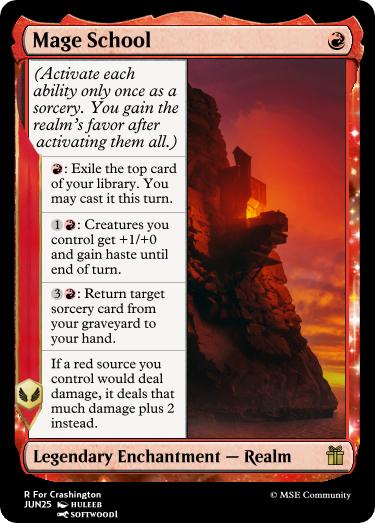 Mage School
(Activate each
ability only once as a
sorcery. You gain the
realm's favor after
activating them all.)
: Exile the top card
of your library. You
may cast it this turn.
1 : Creatures you
control get +1/+0
and gain haste until
end of turn.
3 : Return target
sorcery card from
your graveyard to
your hand.
If a red source you
control would deal
damage, it deals that
much damage plus 2
instead.
Legendary Enchantment — Realm
R For Crashington
JUN25 HULEEB
© MSE Community
SOFTWOOD1